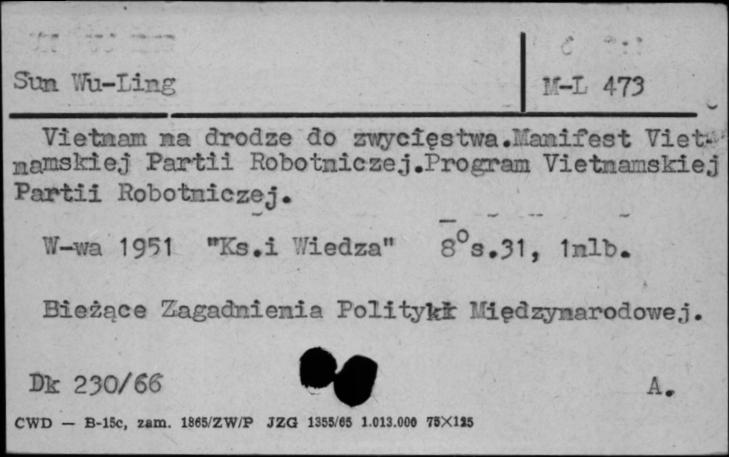 Sun Wu-Ling M-L 473
Vietnam na drodze do zwycięstwa.Manifest Viet-
namskiej Partii Robotniczej.Program Vietnamskiej
Partii Robotniczej.
W-wa 1951 "Ks.i Wiedza" 8°s.31, 1nlb.
Bieżące Zagadnienia Polityki Międzynarodowej.
Dk 230/66 A.
CWD — B-15c, zam. 1865/ZW/P JZG 1355/65 1.013.000 75×125